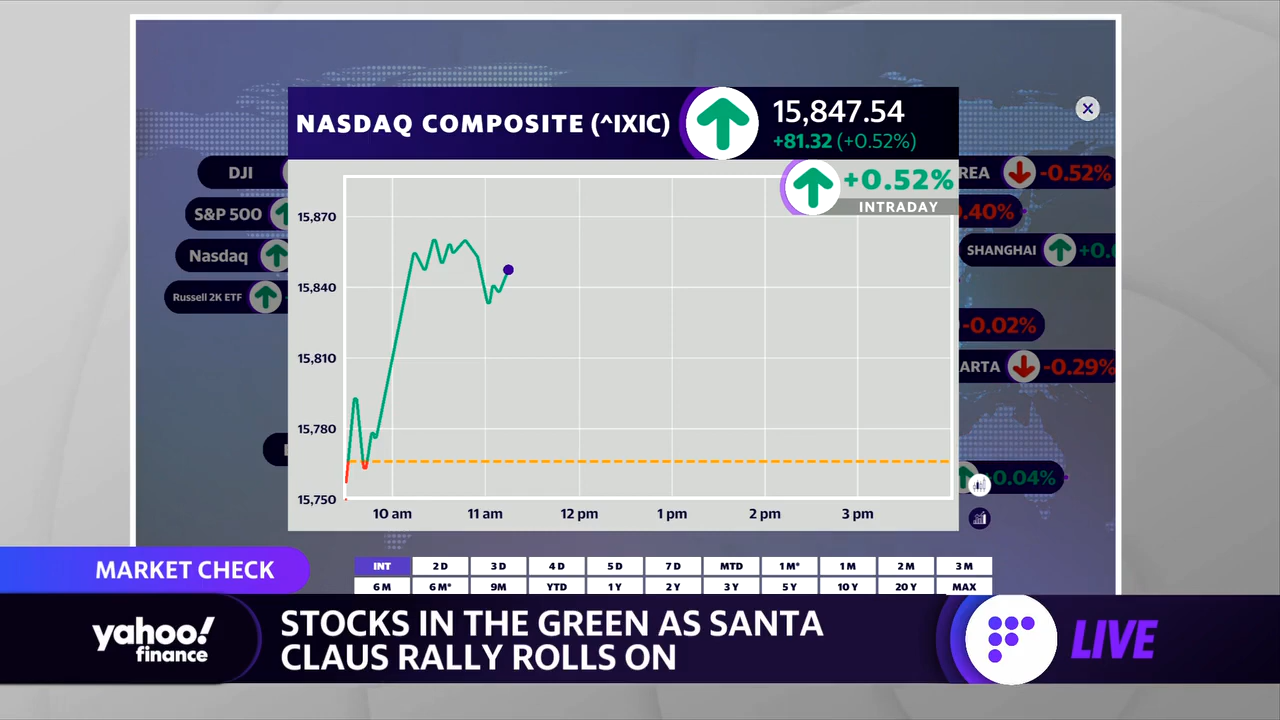 NASDAQ COMPOSITE (^IXIC)
15,847.54
+81.32 (+0.52%)
+0.52%
INTRADAY
DJI
S&P 500
Nasdaq
Russell 2K ETF
REA -0.52%
.40%
SHANGHAI +0.0
-0.02%
ARTA -0.29%
0.04%
15,870
15,840
15,810
15,780
15,750
10 am 11 am 12 pm 1 pm 2 pm 3 pm
INT 2 D 3 D 4 D 5 D 7 D MTD 1 M* 1 M 2 M 3 M
6 M 6 M* 9M YTD 1 Y 2 Y 3 Y 5 Y 10 Y 20 Y MAX
MARKET CHECK
yahoo!
finance
STOCKS IN THE GREEN AS SANTA
CLAUS RALLY ROLLS ON
LIVE